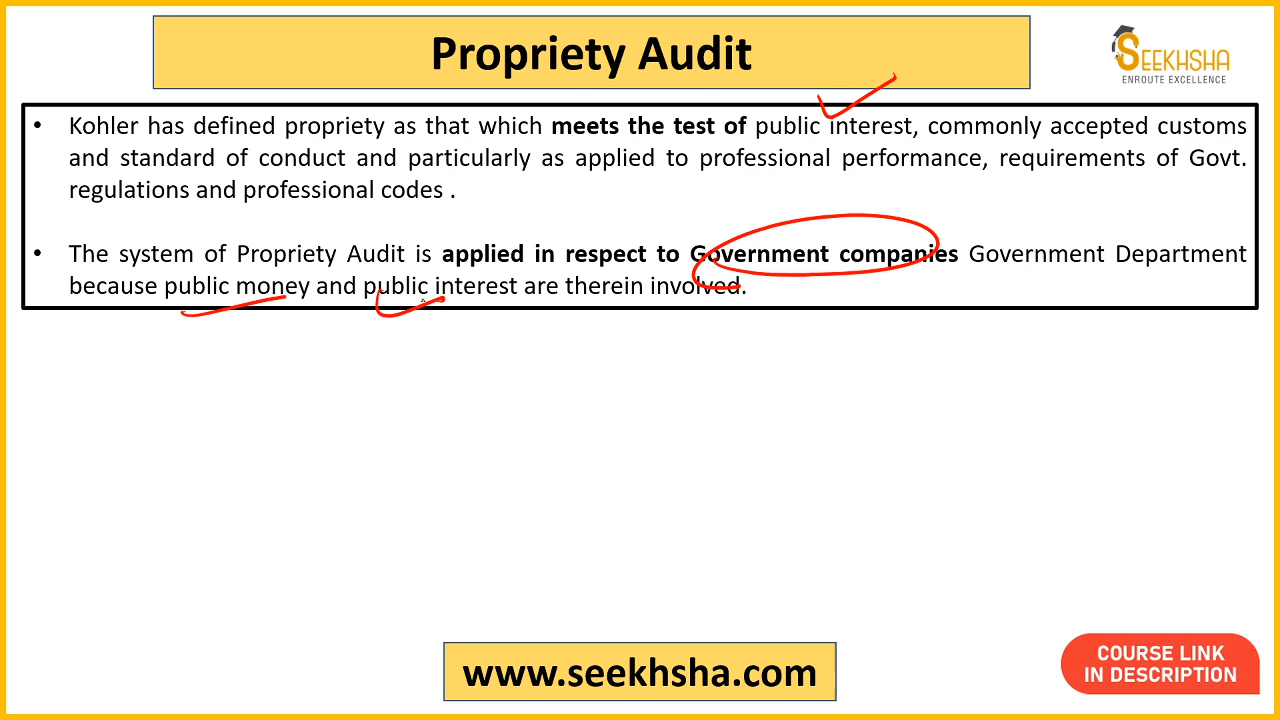 Propriety Audit
SEEKHSHA
ENROUTE EXCELLENCE
• Kohler has defined propriety as that which meets the test of public interest, commonly accepted customs
and standard of conduct and particularly as applied to professional performance, requirements of Govt.
regulations and professional codes .
• The system of Propriety Audit is applied in respect to Government companies Government Department
because public money and public interest are therein involved.
www.seekhsha.com
COURSE LINK
IN DESCRIPTION